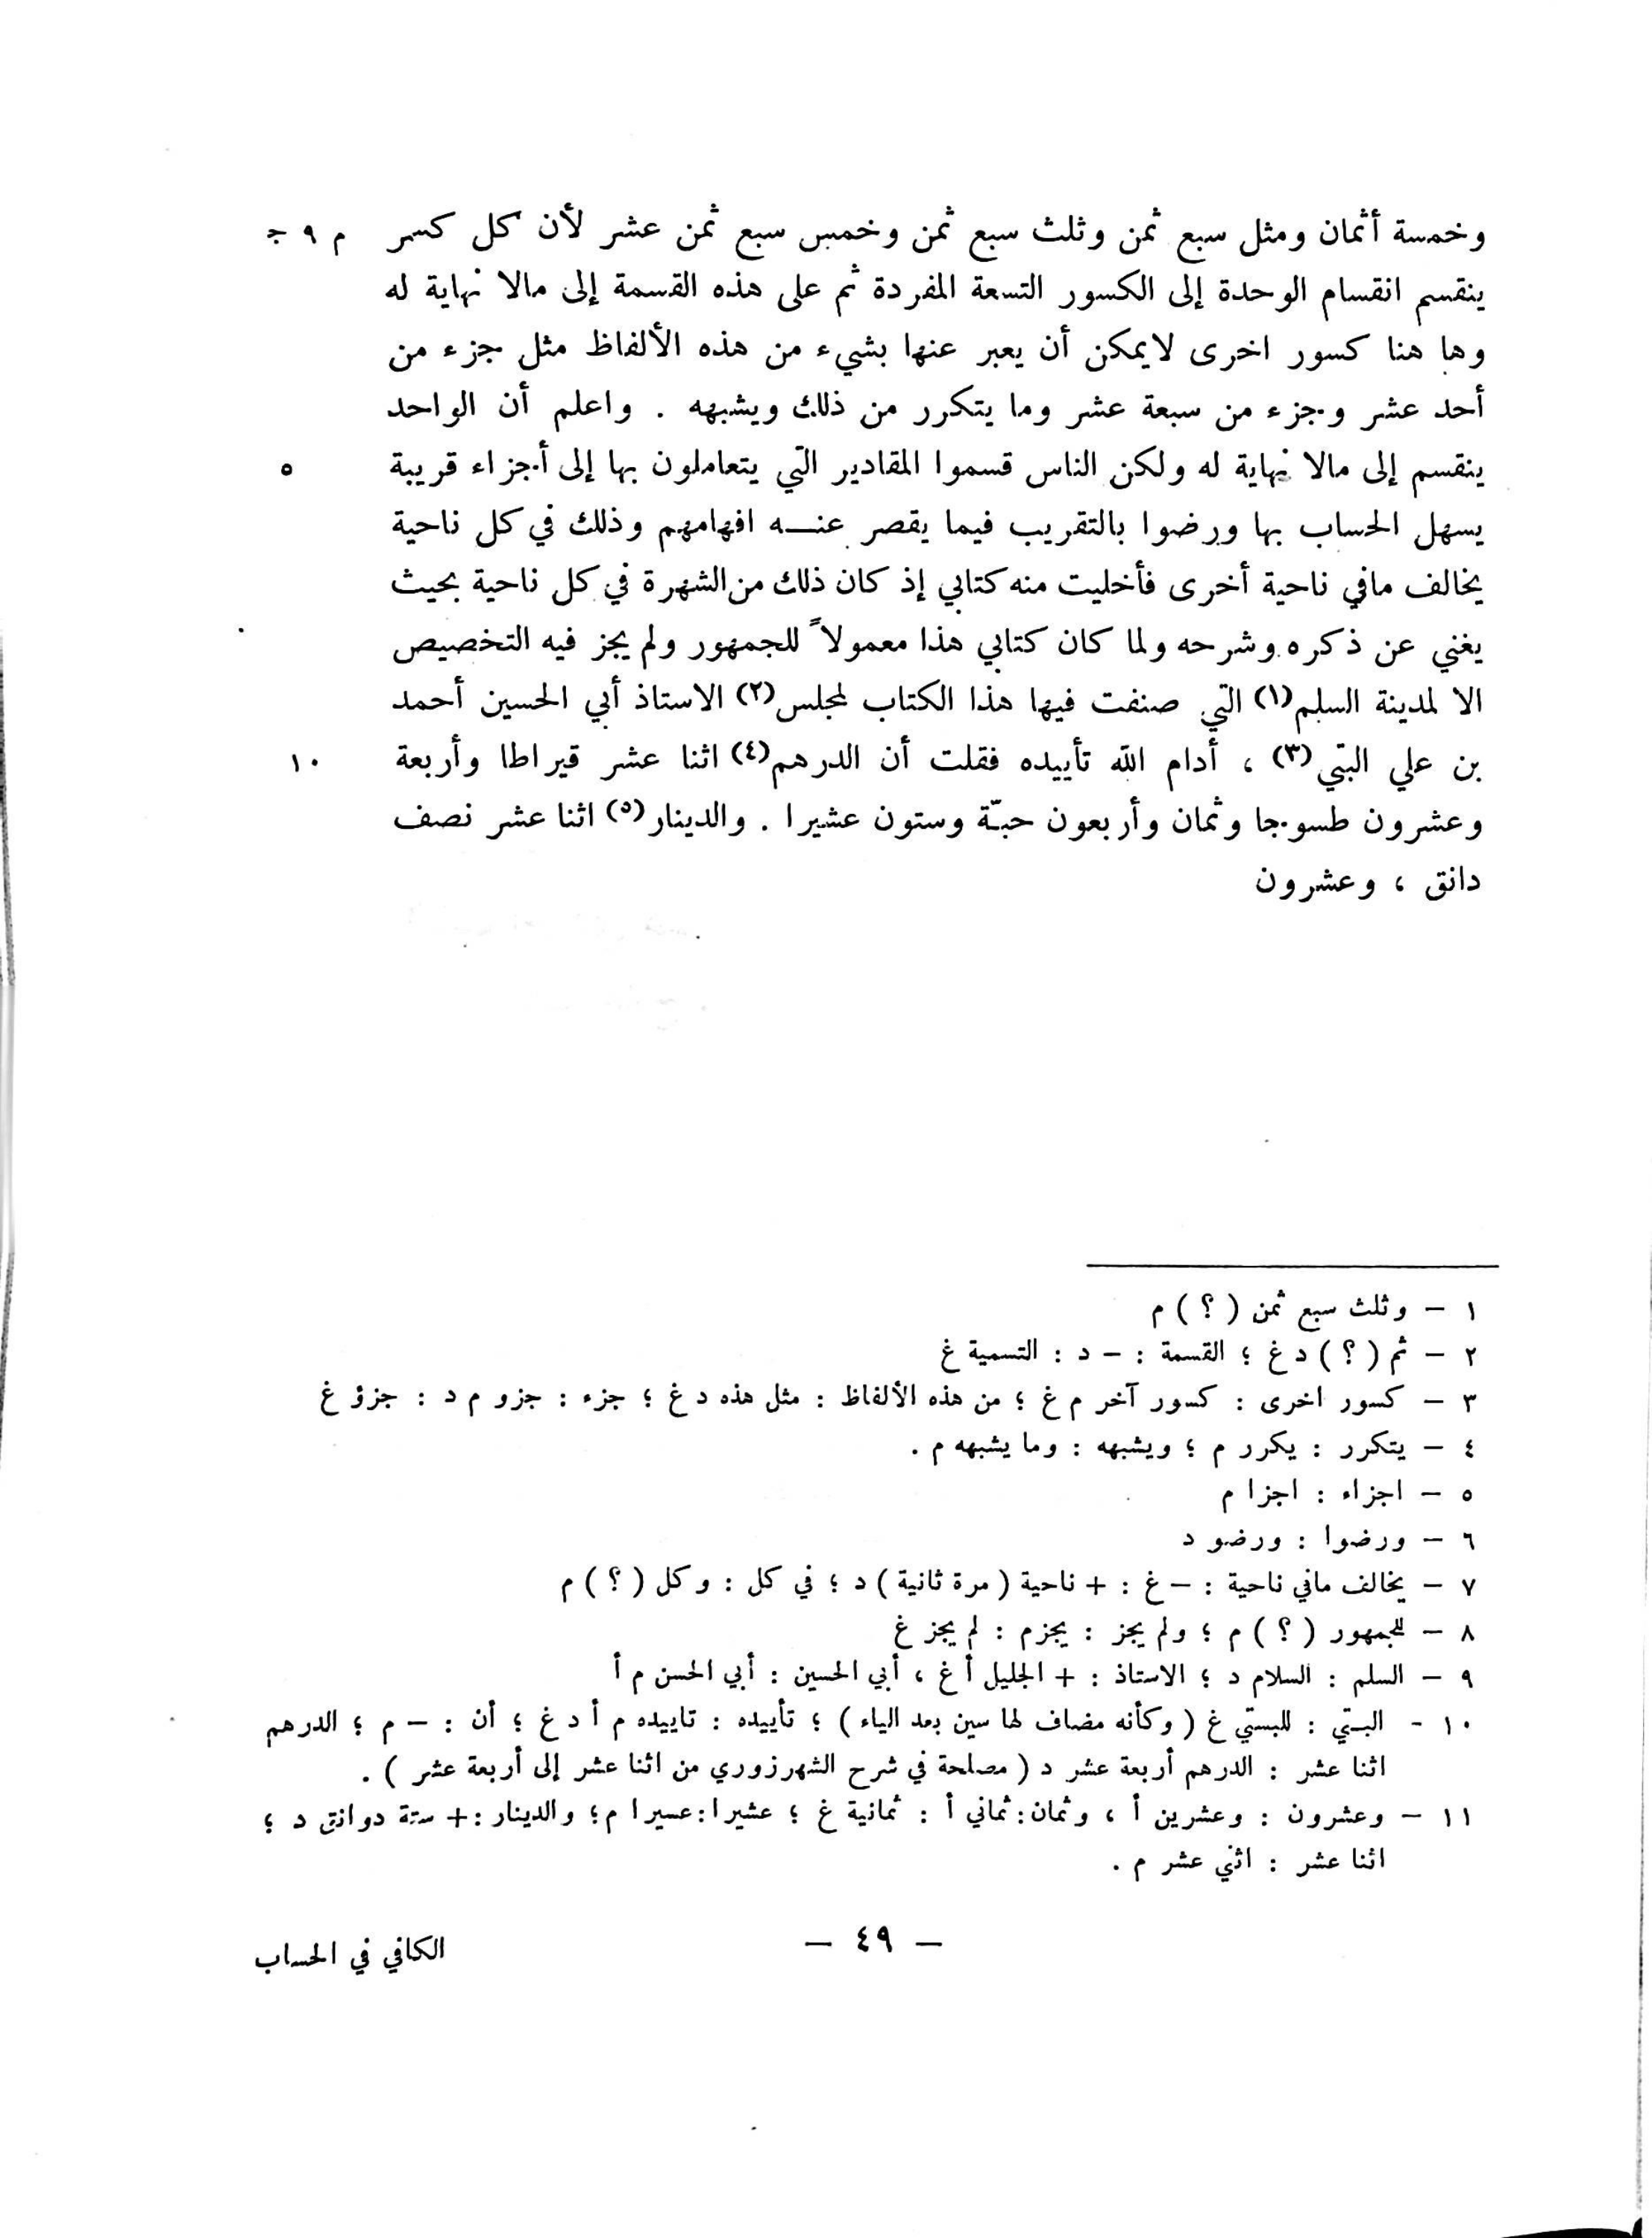 وخمسة أثمان ومثل سبع ثمن وثلث سبع ثمن وخمس سبع ثمن عشر لأن كل كسر م ٩ ج
ينقسم انقسام الوحدة إلى الكسور التسعة المفردة ثم على هذه القسمة إلى مالا نهاية له
وها هنا كسور اخرى لايمكن أن يعبر عنها بشيء من هذه الألفاظ مثل جزء من
أحد عشر وجزء من سبعة عشر وما يتكرر من ذلك ويشبهه . واعلم أن الواحد
ينقسم إلى مالا نهاية له ولكن الناس قسموا المقادير التي يتعاملون بها إلى أجزاء قريبة ٥
يسهل الحساب بها ورضوا بالتقريب فيما يقصر عنـــه افهامهم وذلك في كل ناحية
يخالف مافي ناحية أخرى فأخليت منه كتابي إذ كان ذلك من الشهرة في كل ناحية بحيث
يغني عن ذكره وشرحه ولما كان كتابي هذا معمولاً للجمهور ولم يجز فيه التخصيص
الا لمدينة السلم(١) التي صنفت فيها هذا الكتاب لمجلس(٢) الاستاذ أبي الحسين أحمد
بن علي البتّي(٣) ، أدام الله تأييده فقلت أن الدرهم(٤) اثنا عشر قيراطا وأربعة ١٠
وعشرون طسوجا وثمان وأربعون حبّة وستون عشيرا . والدينار(٥) اثنا عشر نصف
دانق ، وعشرون
١ – وثلث سبع ثمن ( ؟ ) م
٢ – ثم ( ؟ ) د غ ؛ القسمة : – د : التسمية غ
٣ – كسور اخرى : كسور آخر م غ ؛ من هذه الألفاظ : مثل هذه د غ ؛ جزء : جزو م د : جزؤ غ
٤ – يتكرر : يكرر م ؛ ويشبهه : وما يشبهه م .
٥ – اجزاء : اجزا م
٦ – ورضوا : ورضو د
٧ – يخالف مافي ناحية : – غ : + ناحية ( مرة ثانية ) د ؛ في كل : وكل ( ؟ ) م
٨ – للجمهور ( ؟ ) م ؛ ولم يجز : يجزم : لم يجز غ
٩ – السلم : السلام د ؛ الاستاذ : + الجليل أ غ ، أبي الحسين : أبي الحسن م أ
١٠ - البـتي : للبستي غ ( وكأنه مضاف لها سين بعد الياء ) ؛ تأييده : تاييده م أ د غ ؛ أن : – م ؛ الدرهم
اثنا عشر : الدرهم أربعة عشر د ( مصلحة في شرح الشهرزوري من اثنا عشر إلى أربعة عشر ) .
١١ – وعشرون : وعشرين أ ، وثمان : ثماني أ : ثمانية غ ؛ عشيرا : عسيرا م ؛ والدينار : + ستة دوانق د ؛
اثنا عشر : اثني عشر م .
– ٤٩ –
الكافي في الحساب